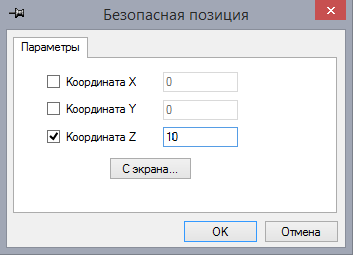 Безопасная позиция
Параметры
Координата X 0
Координата Y 0
Координата Z 10
С экрана...
OK Отмена